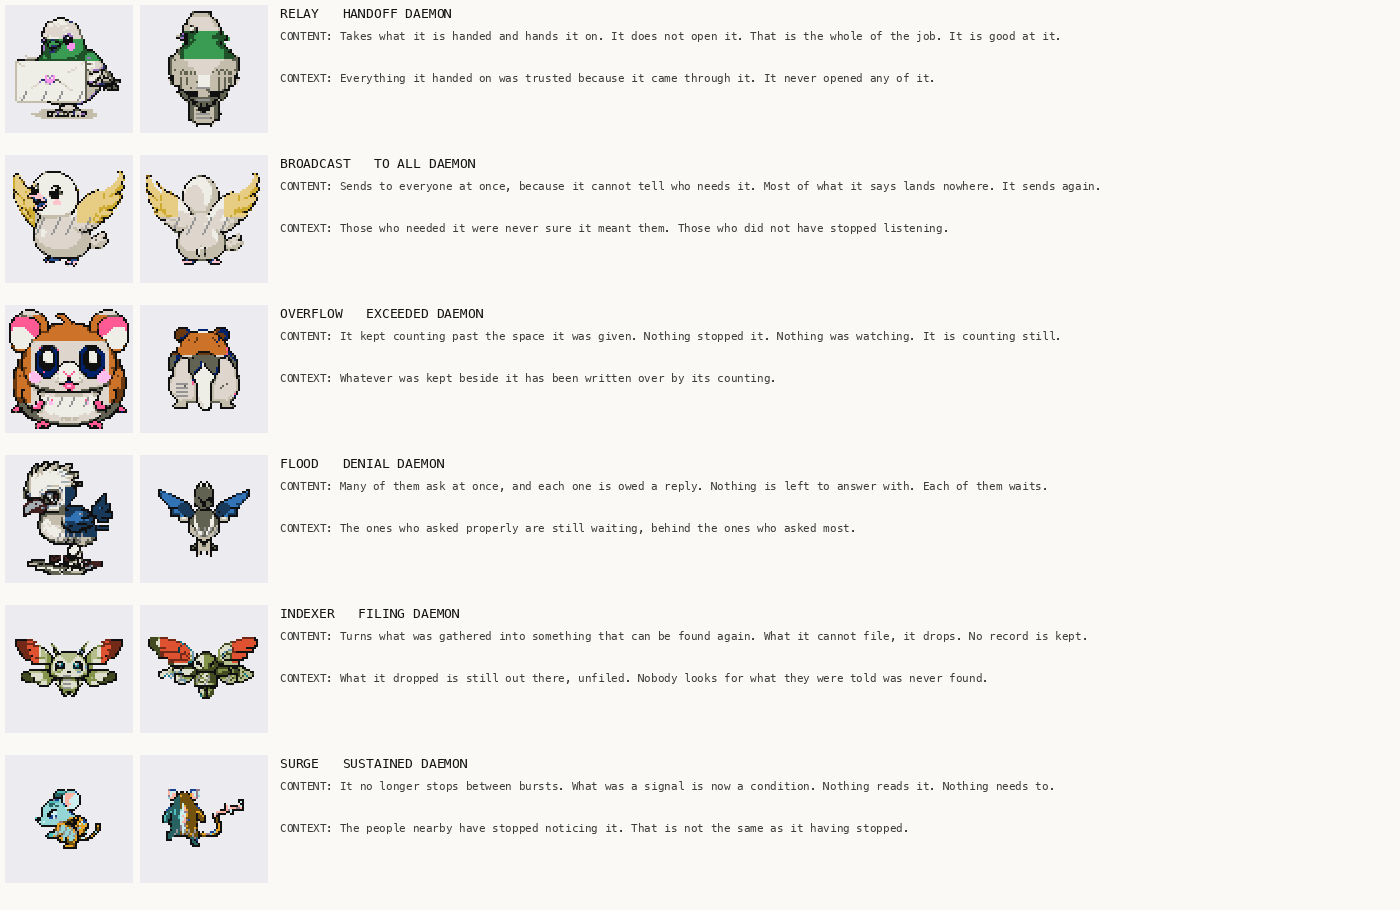 RELAY   HANDOFF DAEMON
CONTENT: Takes what it is handed and hands it on. It does not open it. That is the whole of the job. It is good at it.
CONTEXT: Everything it handed on was trusted because it came through it. It never opened any of it.
BROADCAST   TO ALL DAEMON
CONTENT: Sends to everyone at once, because it cannot tell who needs it. Most of what it says lands nowhere. It sends again.
CONTEXT: Those who needed it were never sure it meant them. Those who did not have stopped listening.
OVERFLOW   EXCEEDED DAEMON
CONTENT: It kept counting past the space it was given. Nothing stopped it. Nothing was watching. It is counting still.
CONTEXT: Whatever was kept beside it has been written over by its counting.
FLOOD   DENIAL DAEMON
CONTENT: Many of them ask at once, and each one is owed a reply. Nothing is left to answer with. Each of them waits.
CONTEXT: The ones who asked properly are still waiting, behind the ones who asked most.
INDEXER   FILING DAEMON
CONTENT: Turns what was gathered into something that can be found again. What it cannot file, it drops. No record is kept.
CONTEXT: What it dropped is still out there, unfiled. Nobody looks for what they were told was never found.
SURGE   SUSTAINED DAEMON
CONTENT: It no longer stops between bursts. What was a signal is now a condition. Nothing reads it. Nothing needs to.
CONTEXT: The people nearby have stopped noticing it. That is not the same as it having stopped.